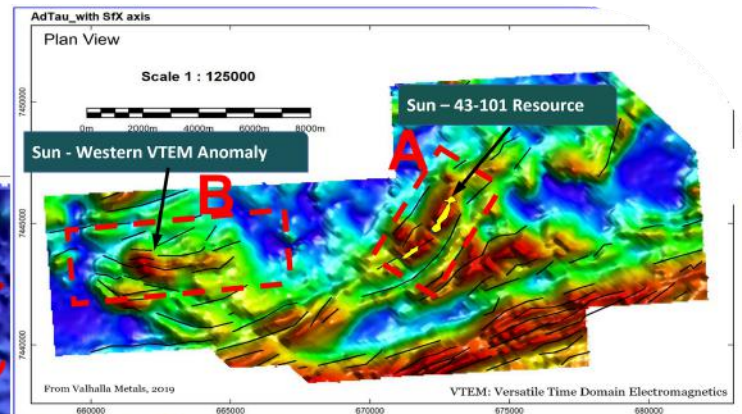 AdTau_with SfX axis
Plan View
Scale 1 : 125000
0m 2000m 4000m 6000m 8000m
Sun – 43-101 Resource
Sun - Western VTEM Anomaly
A
B
7450000
7445000
7440000
From Valhalla Metals, 2019
VTEM: Versatile Time Domain Electromagnetics
660000 665000 670000 675000 680000